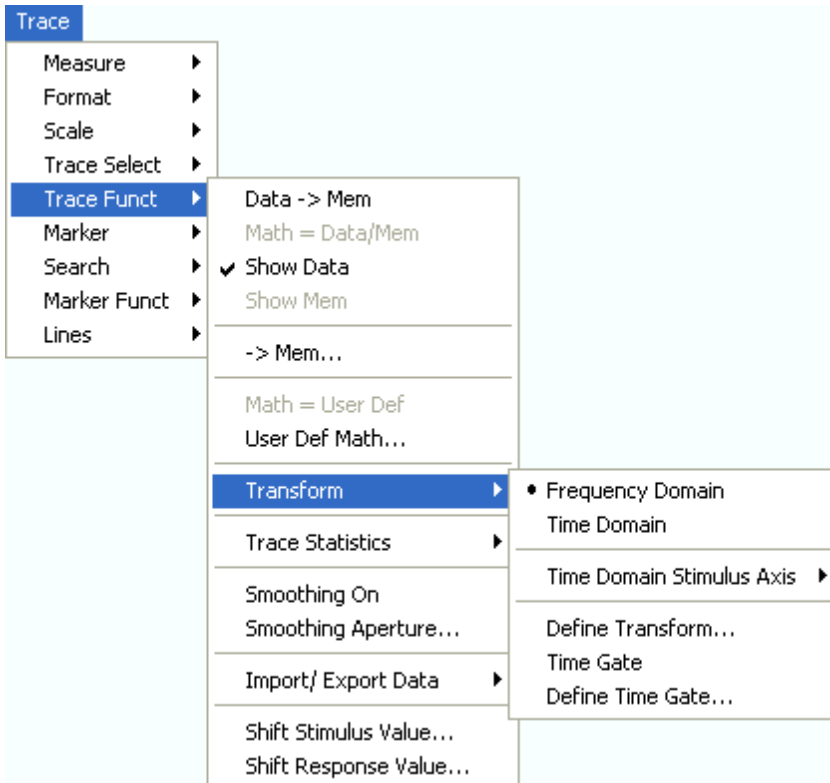 Trace
Measure
Format
Scale
Trace Select
Trace Funct
Marker
Search
Marker Funct
Lines
Data -> Mem
Math = Data/Mem
Show Data
Show Mem
-> Mem...
Math = User Def
User Def Math...
Transform
Trace Statistics
Smoothing On
Smoothing Aperture...
Import/ Export Data
Shift Stimulus Value...
Shift Response Value...
Frequency Domain
Time Domain
Time Domain Stimulus Axis
Define Transform...
Time Gate
Define Time Gate...